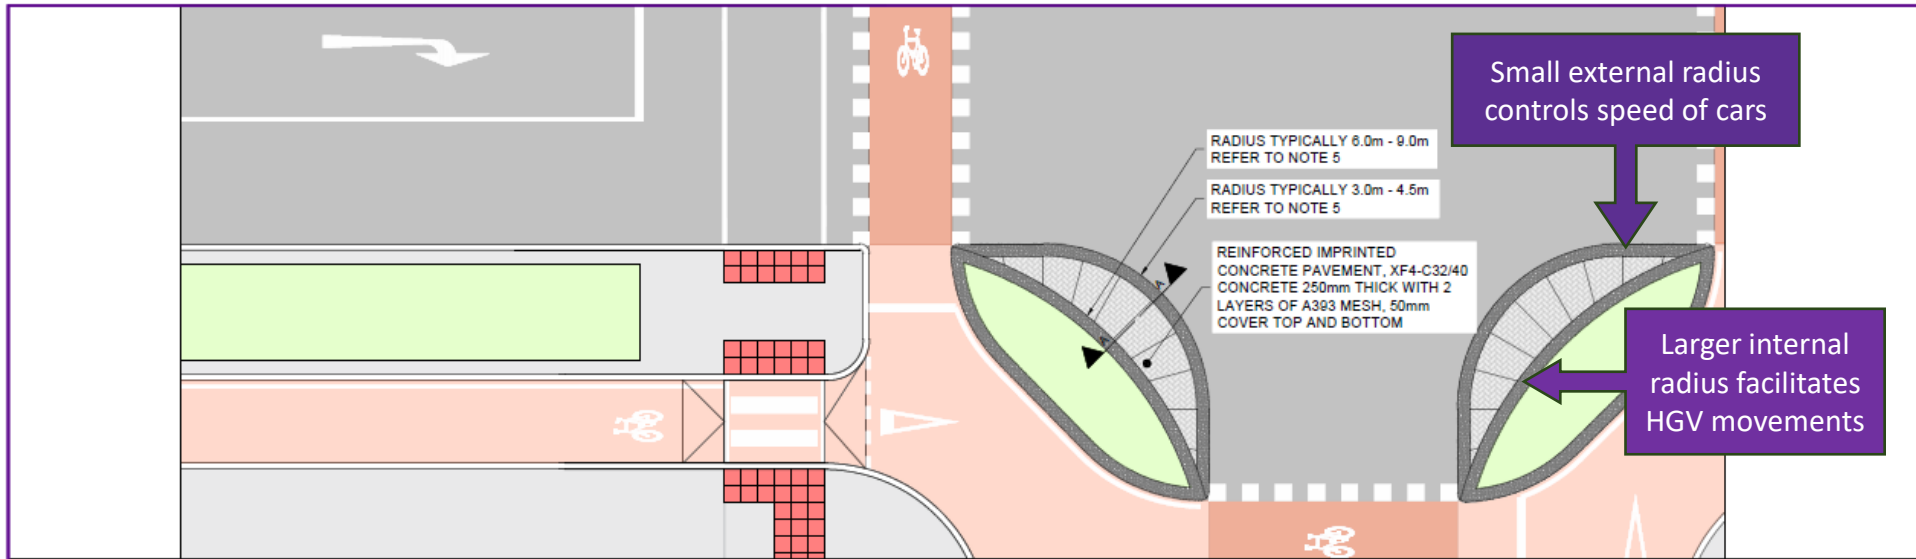 Small external radius
controls speed of cars
RADIUS TYPICALLY 6.0m - 9.0m
REFER TO NOTE 5
RADIUS TYPICALLY 3.0m - 4.5m
REFER TO NOTE 5
REINFORCED IMPRINTED
CONCRETE PAVEMENT, XF4-C32/40
CONCRETE 250mm THICK WITH 2
LAYERS OF A393 MESH, 50mm
COVER TOP AND BOTTOM
A
A
Larger internal
radius facilitates
HGV movements